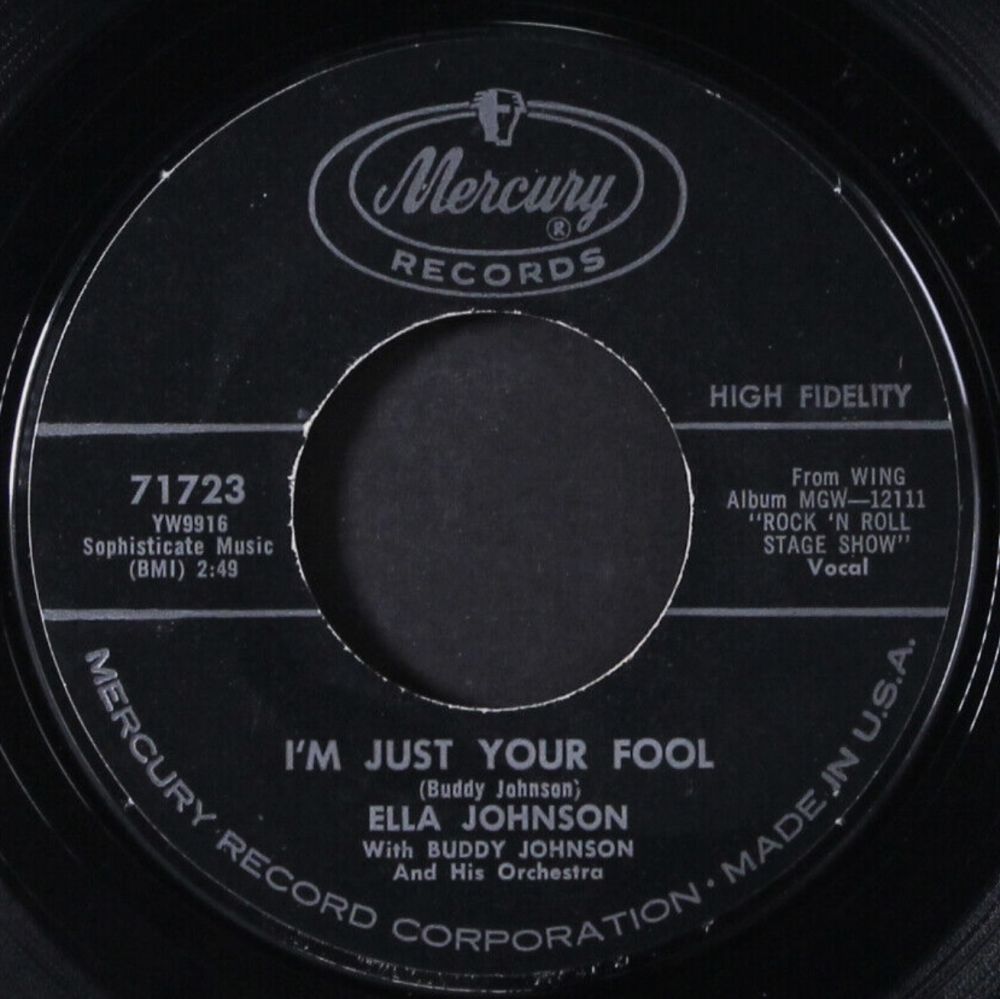 Mercury
®
RECORDS
HIGH FIDELITY
71723
YW9916
Sophisticate Music
(BMI) 2:49
From WING
Album MGW—12111
"ROCK 'N ROLL
STAGE SHOW"
Vocal
I'M JUST YOUR FOOL
(Buddy Johnson)
ELLA JOHNSON
With BUDDY JOHNSON
And His Orchestra
MERCURY RECORD CORPORATION • MADE IN U.S.A.